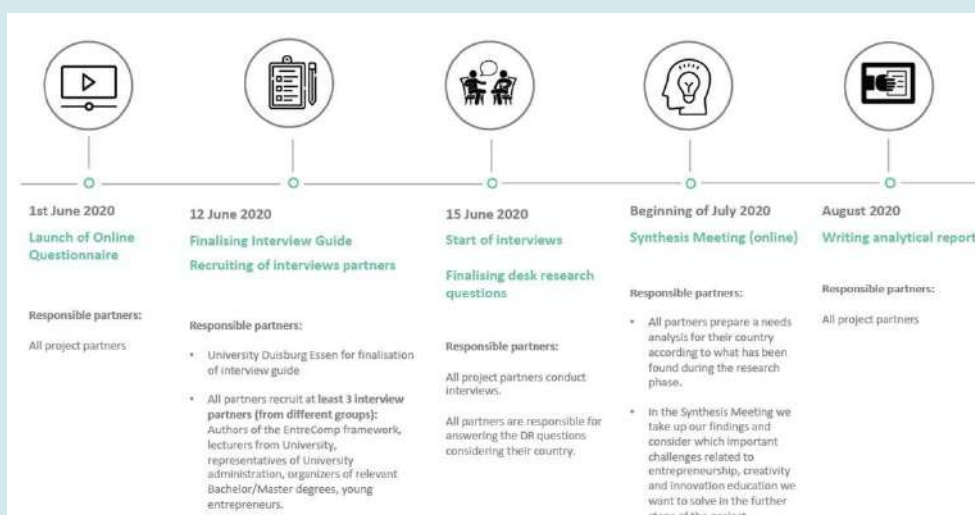 1st June 2020
Launch of Online
Questionnaire
Responsible partners:
All project partners
12 June 2020
Finalising Interview Guide
Recruiting of interviews partners
Responsible partners:
• University Duisburg Essen for finalisation
of interview guide
• All partners recruit at least 3 interview
partners (from different groups):
Authors of the EntreComp framework,
lecturers from University,
representatives of University
administration, organizers of relevant
Bachelor/Master degrees, young
entrepreneurs.
15 June 2020
Start of interviews
Finalising desk research
questions
Responsible partners:
All project partners conduct
interviews.
All partners are responsible for
answering the DR questions
considering their country.
Beginning of July 2020
Synthesis Meeting (online)
Responsible partners:
• All partners prepare a needs
analysis for their country
according to what has been
found during the research
phase.
• In the Synthesis Meeting we
take up our findings and
consider which important
challenges related to
entrepreneurship, creativity
and innovation education we
want to solve in the further
August 2020
Writing analytical report
Responsible partners:
All project partners